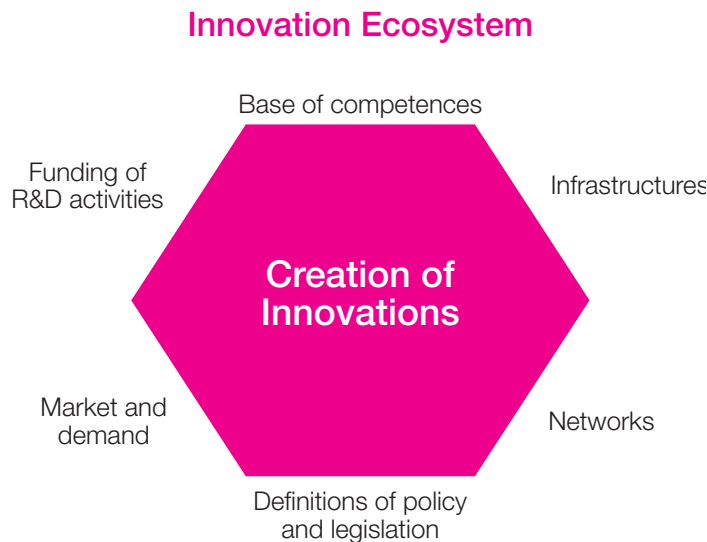 Innovation Ecosystem
Base of competences
Funding of
R&D activities
Infrastructures
Creation of
Innovations
Market and
demand
Networks
Definitions of policy
and legislation